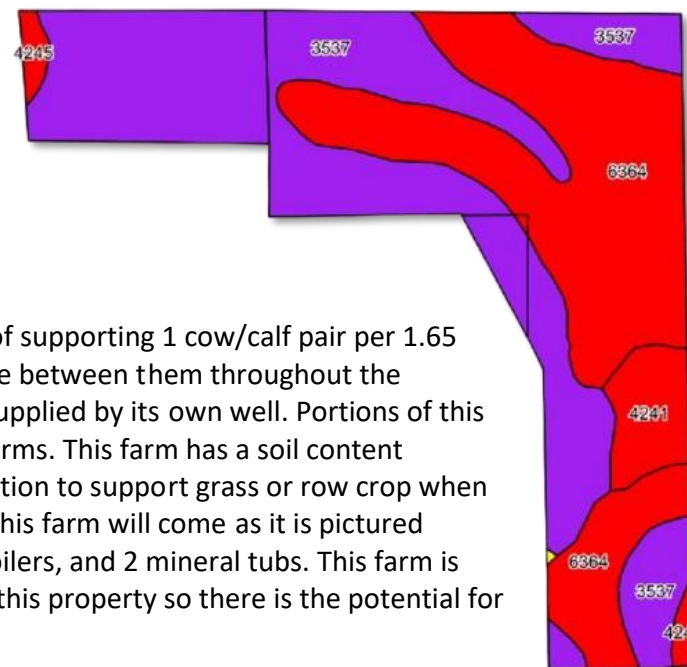 4245
3537
3537
6364
of supporting 1 cow/calf pair per 1.65
e between them throughout the
upplied by its own well. Portions of this
rms. This farm has a soil content
tion to support grass or row crop when
his farm will come as it is pictured
oilers, and 2 mineral tubs. This farm is
this property so there is the potential for
4241
6364
3537